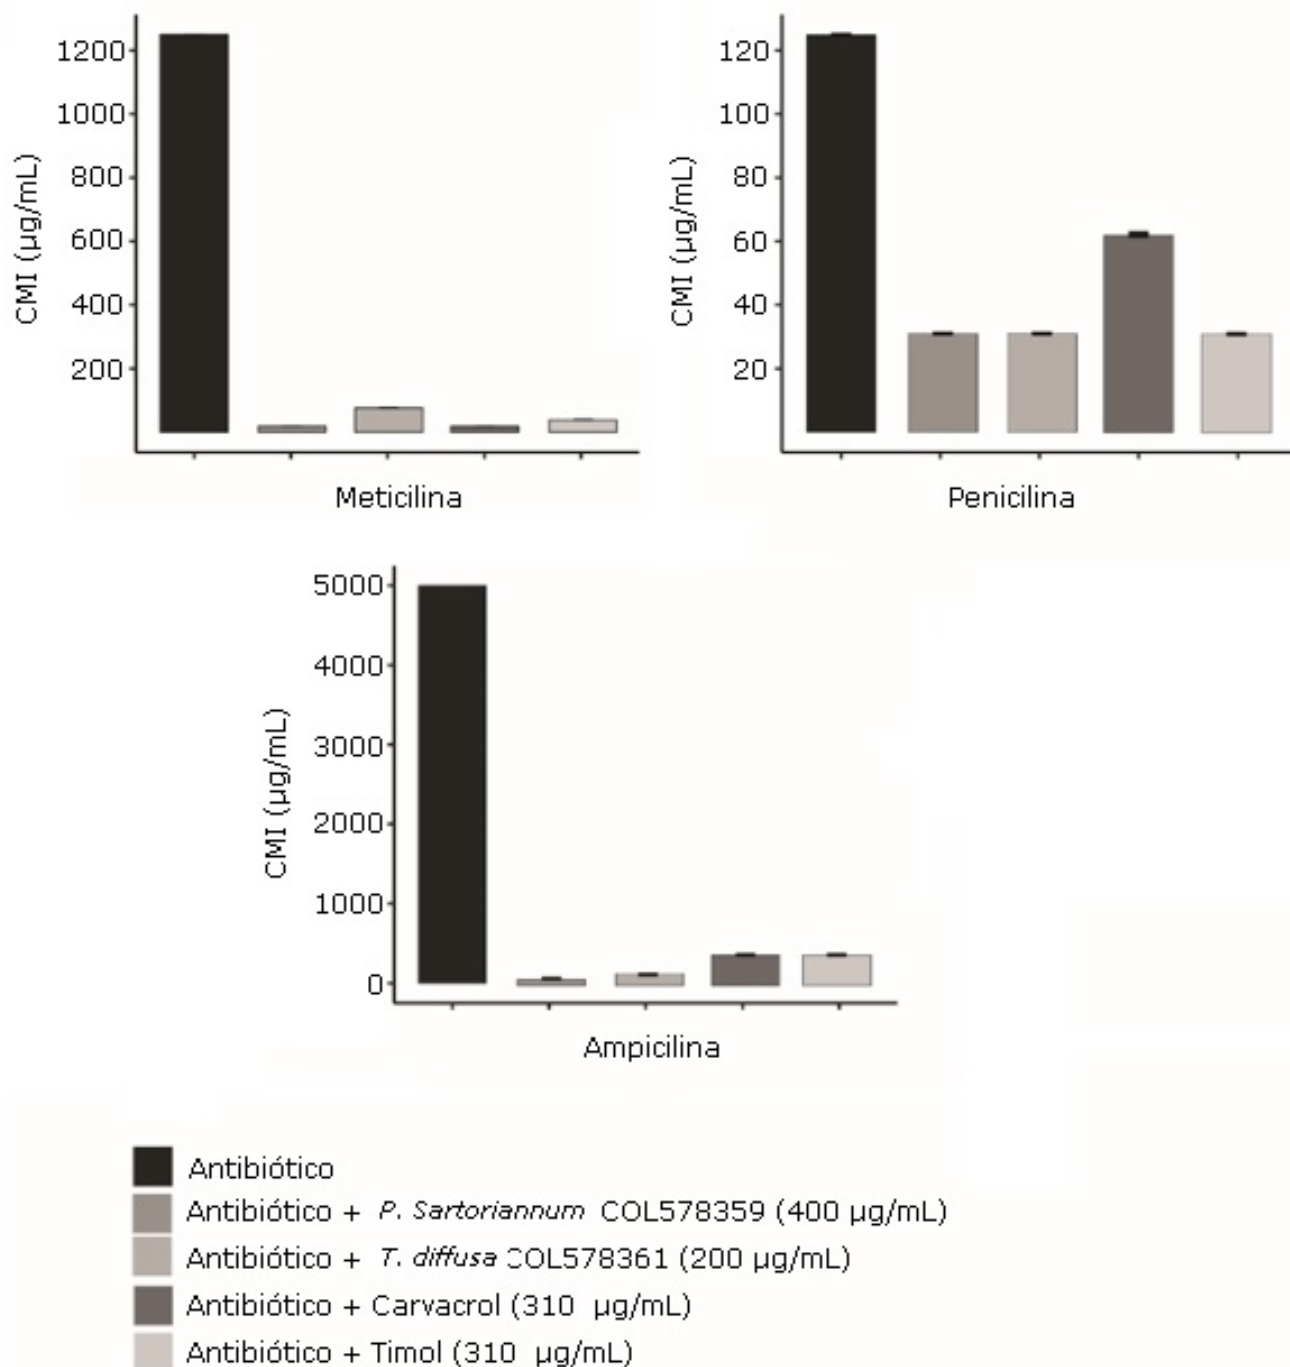 1200
1000
800
600
400
200
CMI (µg/mL)
Meticilina
120
100
80
60
40
20
CMI (µg/mL)
Penicilina
5000
4000
3000
2000
1000
0
CMI (µg/mL)
Ampicilina
Antibiótico
Antibiótico + P. Sartoriannum COL578359 (400 µg/mL)
Antibiótico + T. diffusa COL578361 (200 µg/mL)
Antibiótico + Carvacrol (310 µg/mL)
Antibiótico + Timol (310 µg/mL)